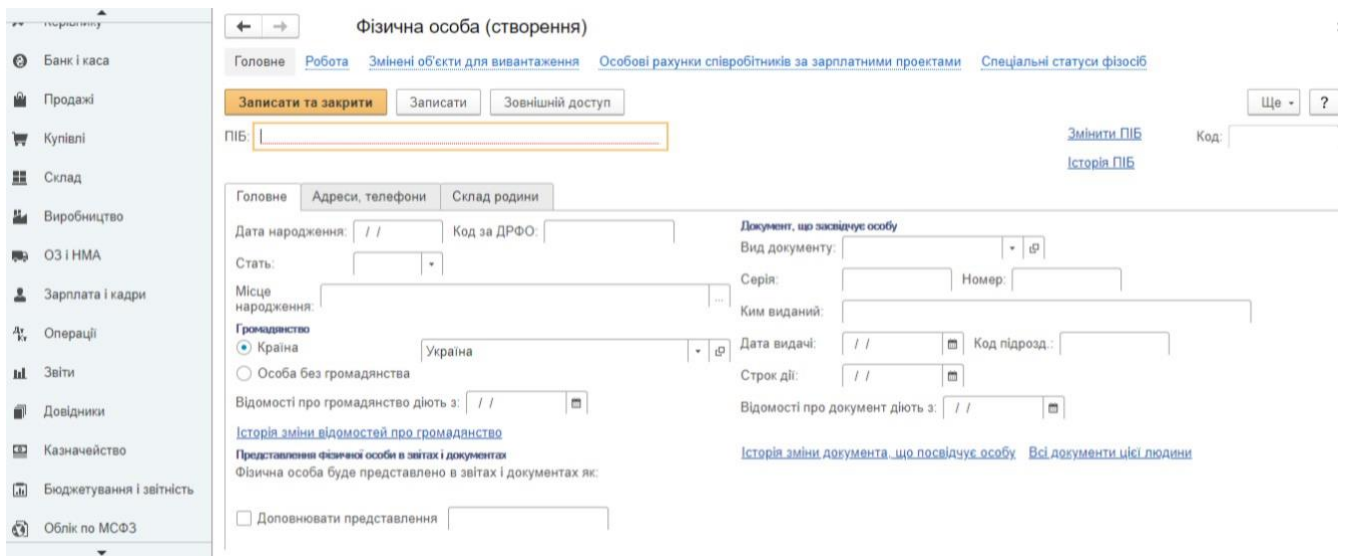 Керівнику
Банк і каса
Продажі
Купівлі
Склад
Виробництво
ОЗ і НМА
Зарплата і кадри
Операції
Звіти
Довідники
Казначейство
Бюджетування і звітність
Облік по МСФЗ
Фізична особа (створення)
Головне Робота Змінені об'єкти для вивантаження Особові рахунки співробітників за зарплатними проектами Спеціальні статуси фізосіб
Записати та закрити Записати Зовнішній доступ Ще ?
ПІБ: Змінити ПІБ Код:
Історія ПІБ
Головне Адреси, телефони Склад родини
Дата народження: / / Код за ДРФО:
Стать:
Місце
народження: ...
Громадянство
Країна Україна
Особа без громадянства
Відомості про громадянство діють з: / /
Історія зміни відомостей про громадянство
Представлення фізичної особи в звітах і документах
Фізична особа буде представлено в звітах і документах як:
Доповнювати представлення
Документ, що засвідчує особу
Вид документу:
Серія: Номер:
Ким виданий:
Дата видачі: / / Код підрозд.:
Строк дії: / /
Відомості про документ діють з: / /
Історія зміни документа, що посвідчує особу Всі документи цієї людини